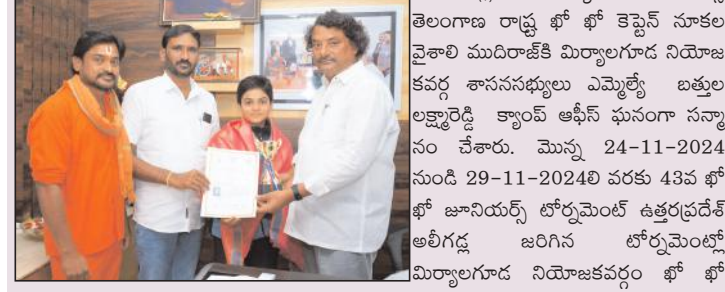 తెలంగాణ రాష్ట్ర ఖో ఖో కెప్టెన్ నూకల
వైశాలి ముదిరాజ్‌కి మిర్యాలగూడ నియోజ
కవర్గ శాసనసభ్యులు ఎమ్మెల్యే బత్తుల
లక్ష్మారెడ్డి క్యాంప్ ఆఫీస్ ఘనంగా సన్మా
నం చేశారు. మొన్న 24-11-2024
నుండి 29-11-2024లి వరకు 43వ ఖో
ఖో జూనియర్స్ టోర్నమెంట్ ఉత్తరప్రదేశ్
అలీగడ్ల జరిగిన టోర్నమెంట్లో
మిర్యాలగూడ నియోజకవర్గం ఖో ఖో